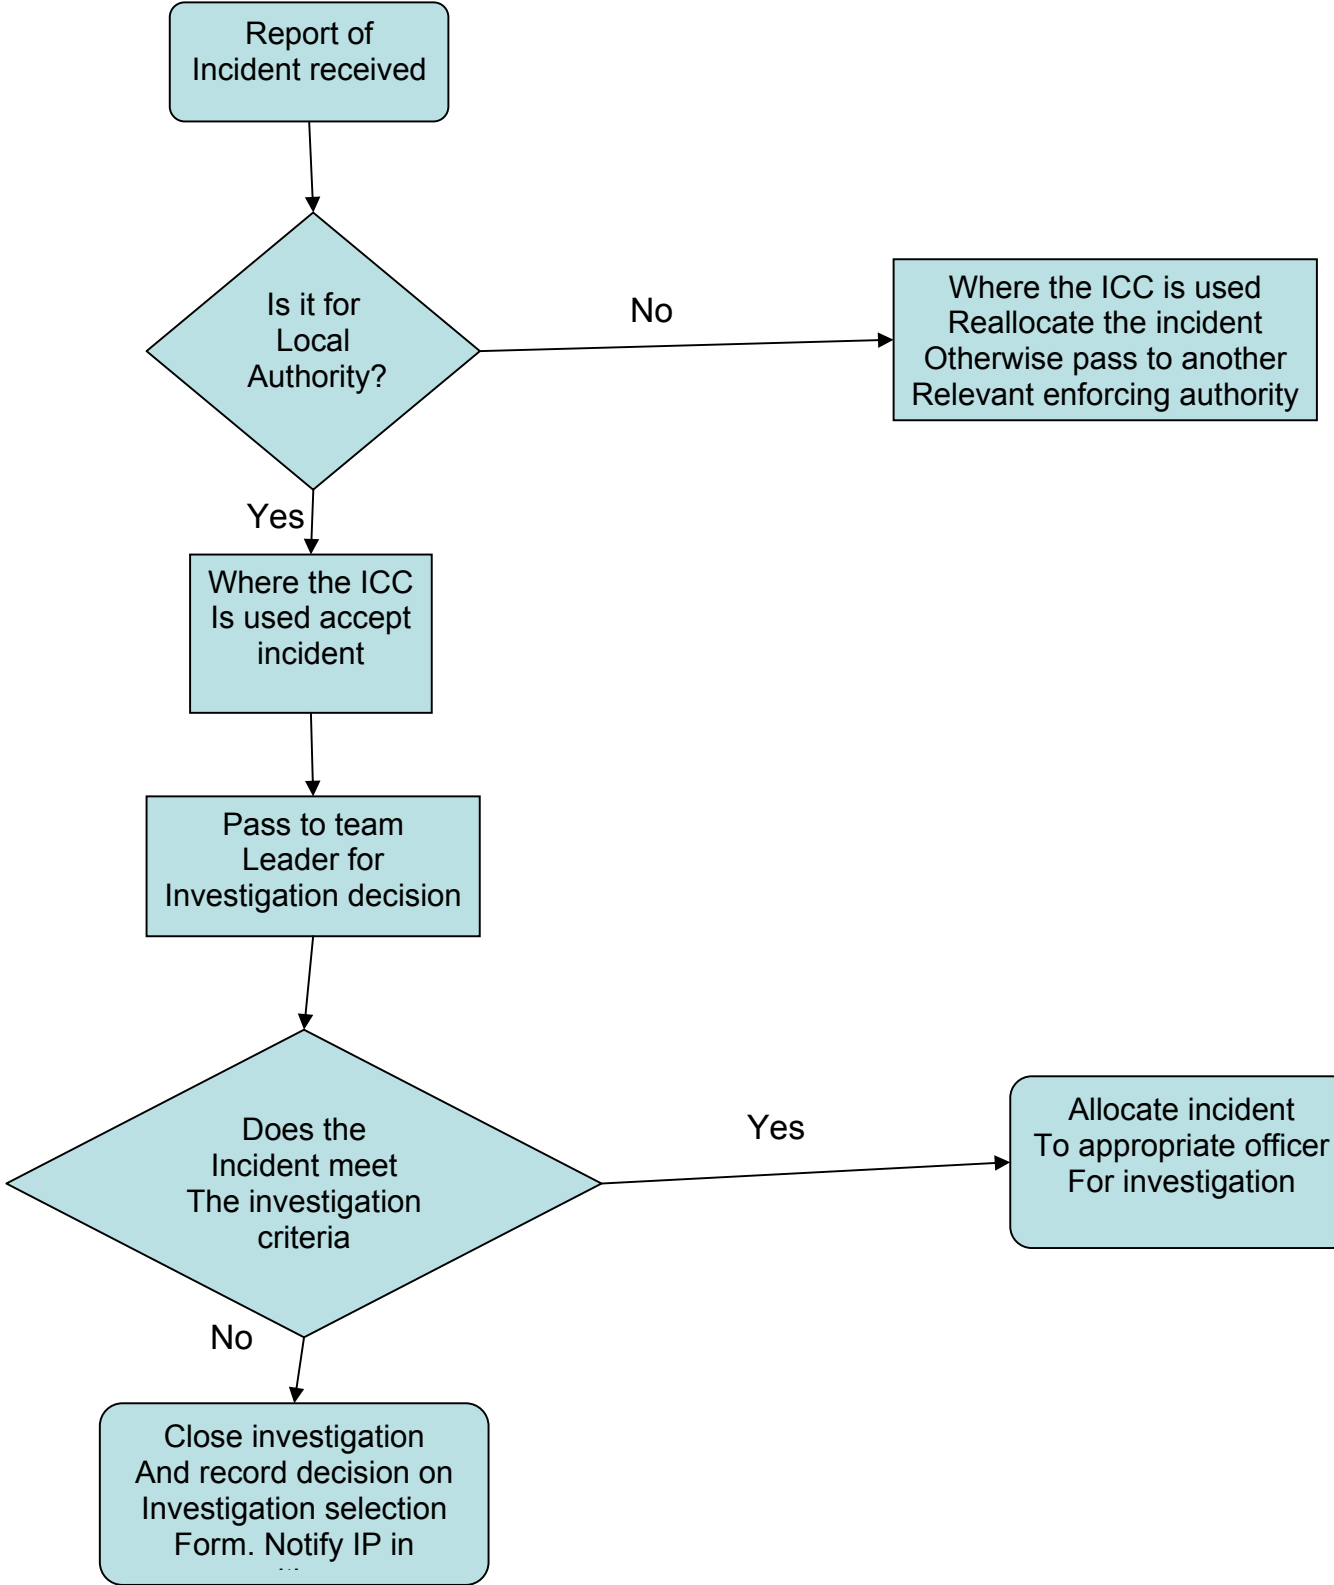 Report of
Incident received
Is it for
Local
Authority?
No
Where the ICC is used
Reallocate the incident
Otherwise pass to another
Relevant enforcing authority
Yes
Where the ICC
Is used accept
incident
Pass to team
Leader for
Investigation decision
Does the
Incident meet
The investigation
criteria
Yes
Allocate incident
To appropriate officer
For investigation
No
Close investigation
And record decision on
Investigation selection
Form. Notify IP in